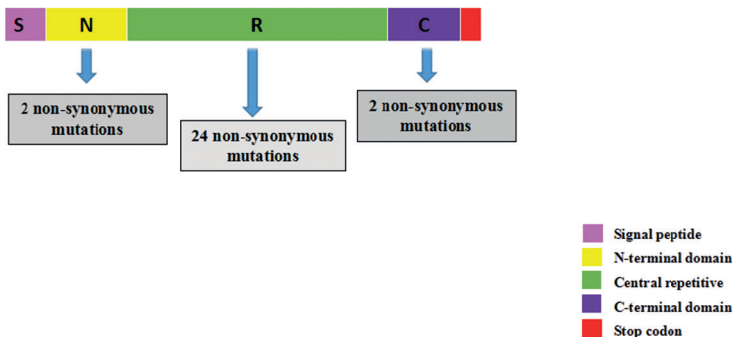 S N R C
2 non-synonymous
mutations
24 non-synonymous
mutations
2 non-synonymous
mutations
Signal peptide
N-terminal domain
Central repetitive
C-terminal domain
Stop codon